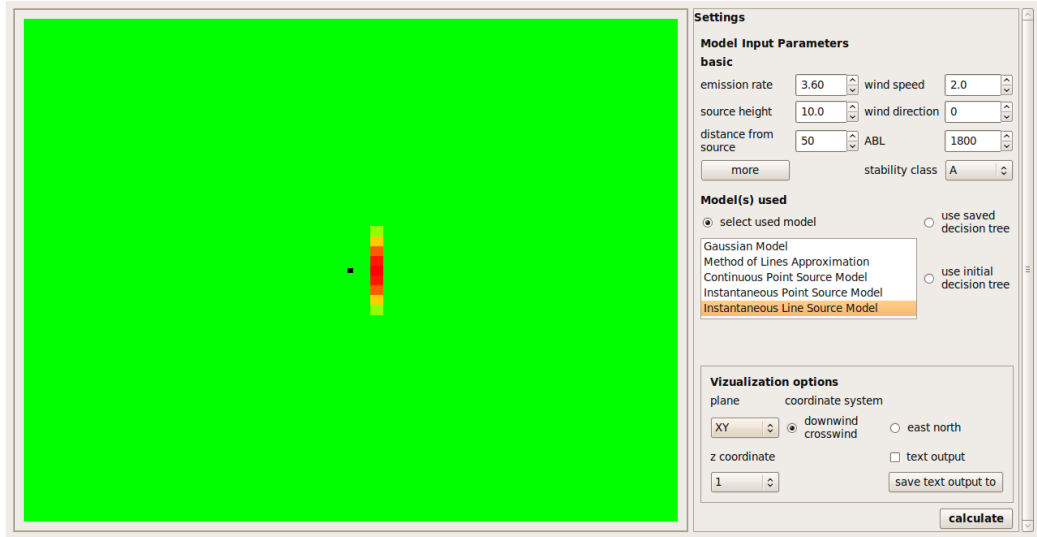 Settings
Model Input Parameters
basic
emission rate 3.60 wind speed 2.0
source height 10.0 wind direction 0
distance from
source 50 ABL 1800
more stability class A
Model(s) used
select used model use saved
decision tree
Gaussian Model
Method of Lines Approximation
Continuous Point Source Model
Instantaneous Point Source Model
Instantaneous Line Source Model
use initial
decision tree
Vizualization options
plane coordinate system
XY downwind
crosswind east north
z coordinate text output
1 save text output to
calculate